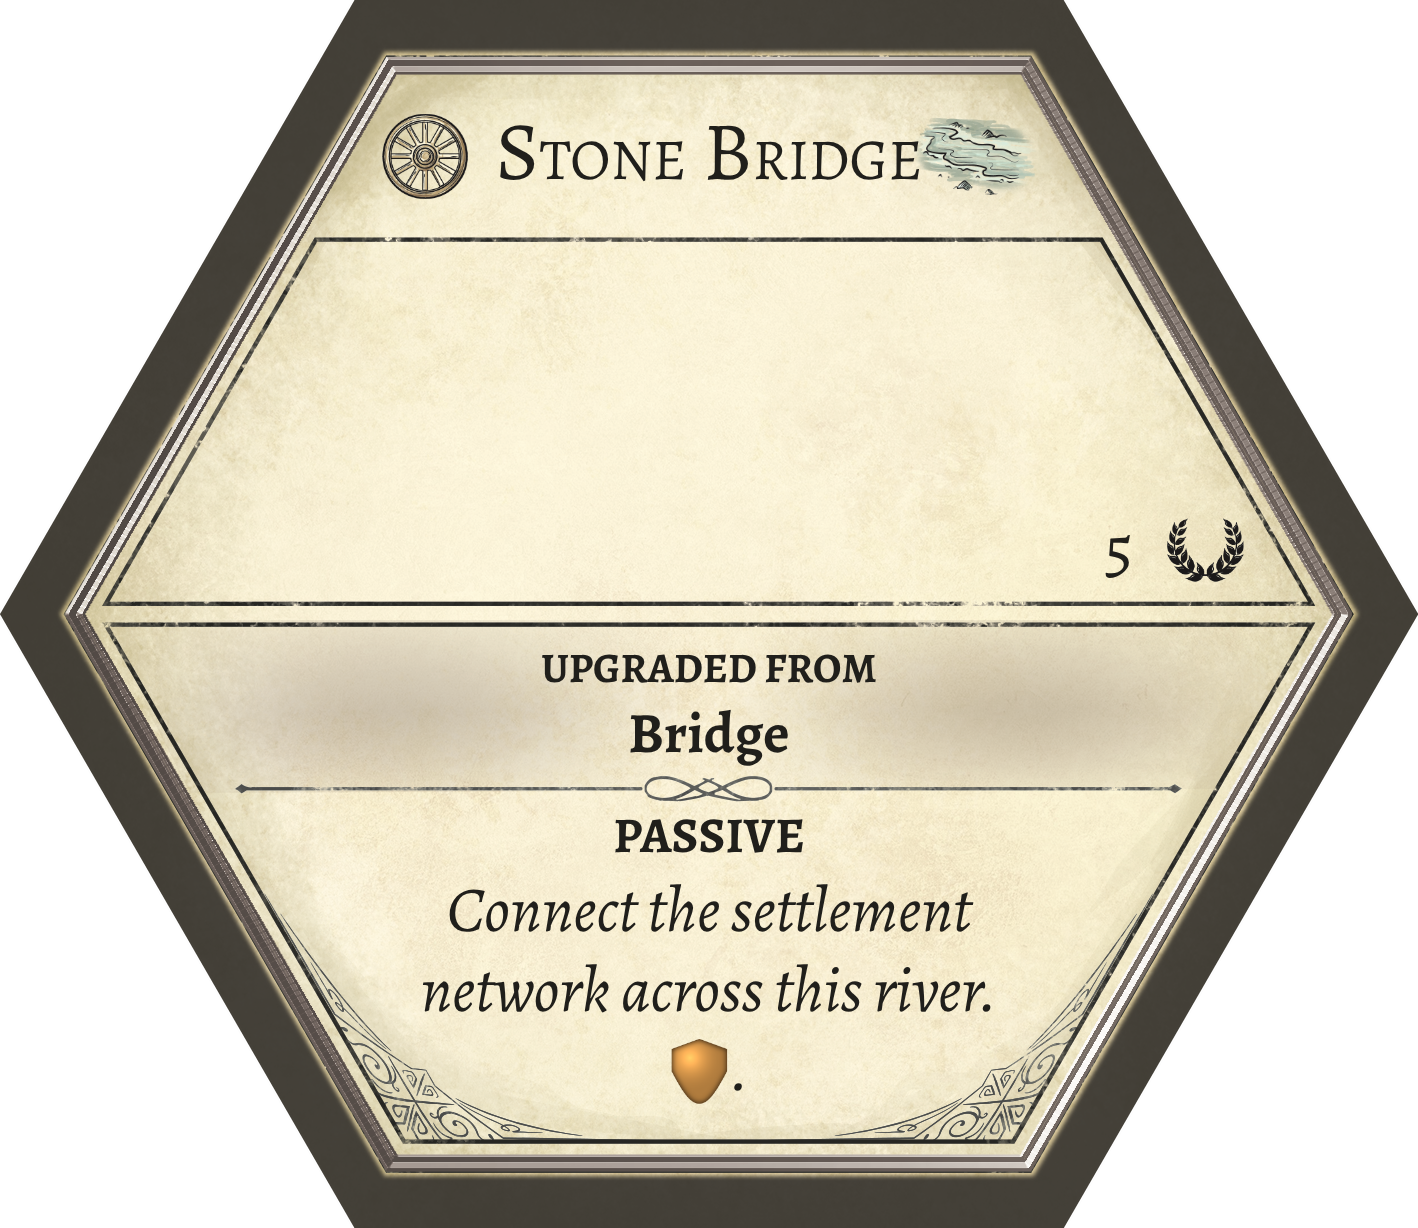 Stone Bridge
5
UPGRADED FROM
Bridge
PASSIVE
Connect the settlement
network across this river.
.